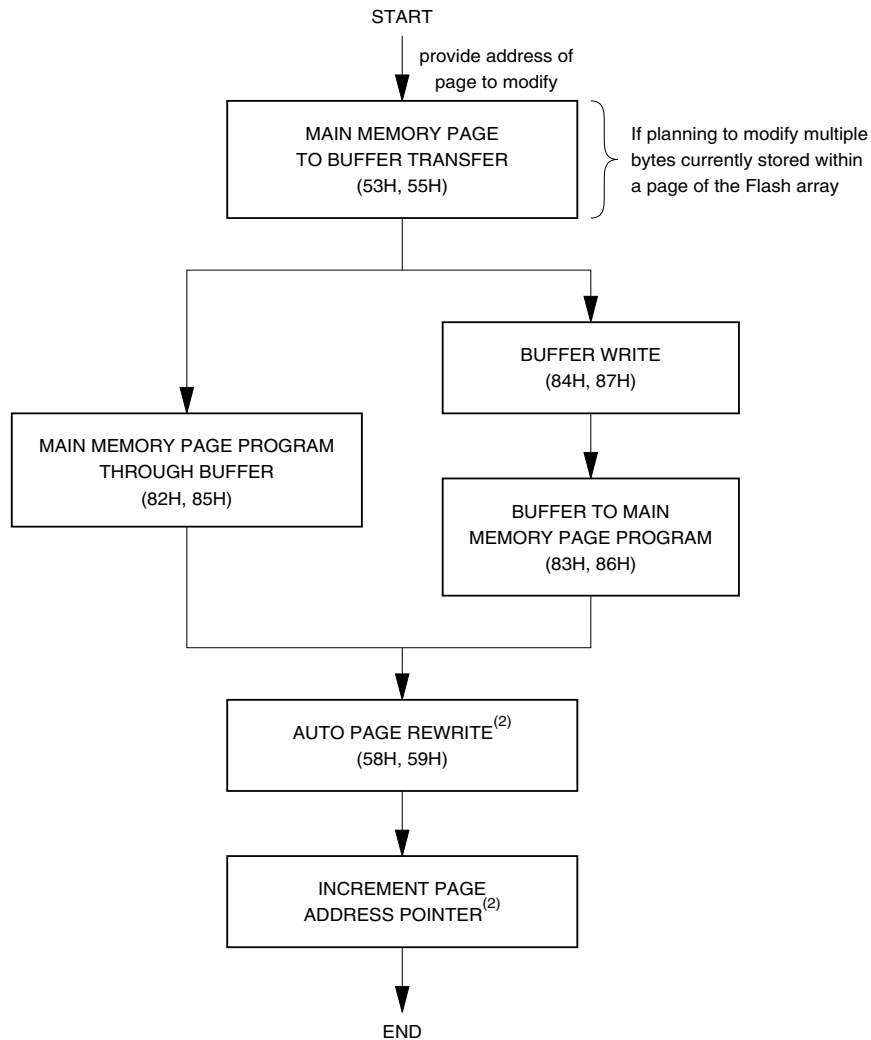 START
provide address of
page to modify
MAIN MEMORY PAGE
TO BUFFER TRANSFER
(53H, 55H)
If planning to modify multiple
bytes currently stored within
a page of the Flash array
BUFFER WRITE
(84H, 87H)
MAIN MEMORY PAGE PROGRAM
THROUGH BUFFER
(82H, 85H)
BUFFER TO MAIN
MEMORY PAGE PROGRAM
(83H, 86H)
AUTO PAGE REWRITE(2)
(58H, 59H)
INCREMENT PAGE
ADDRESS POINTER(2)
END